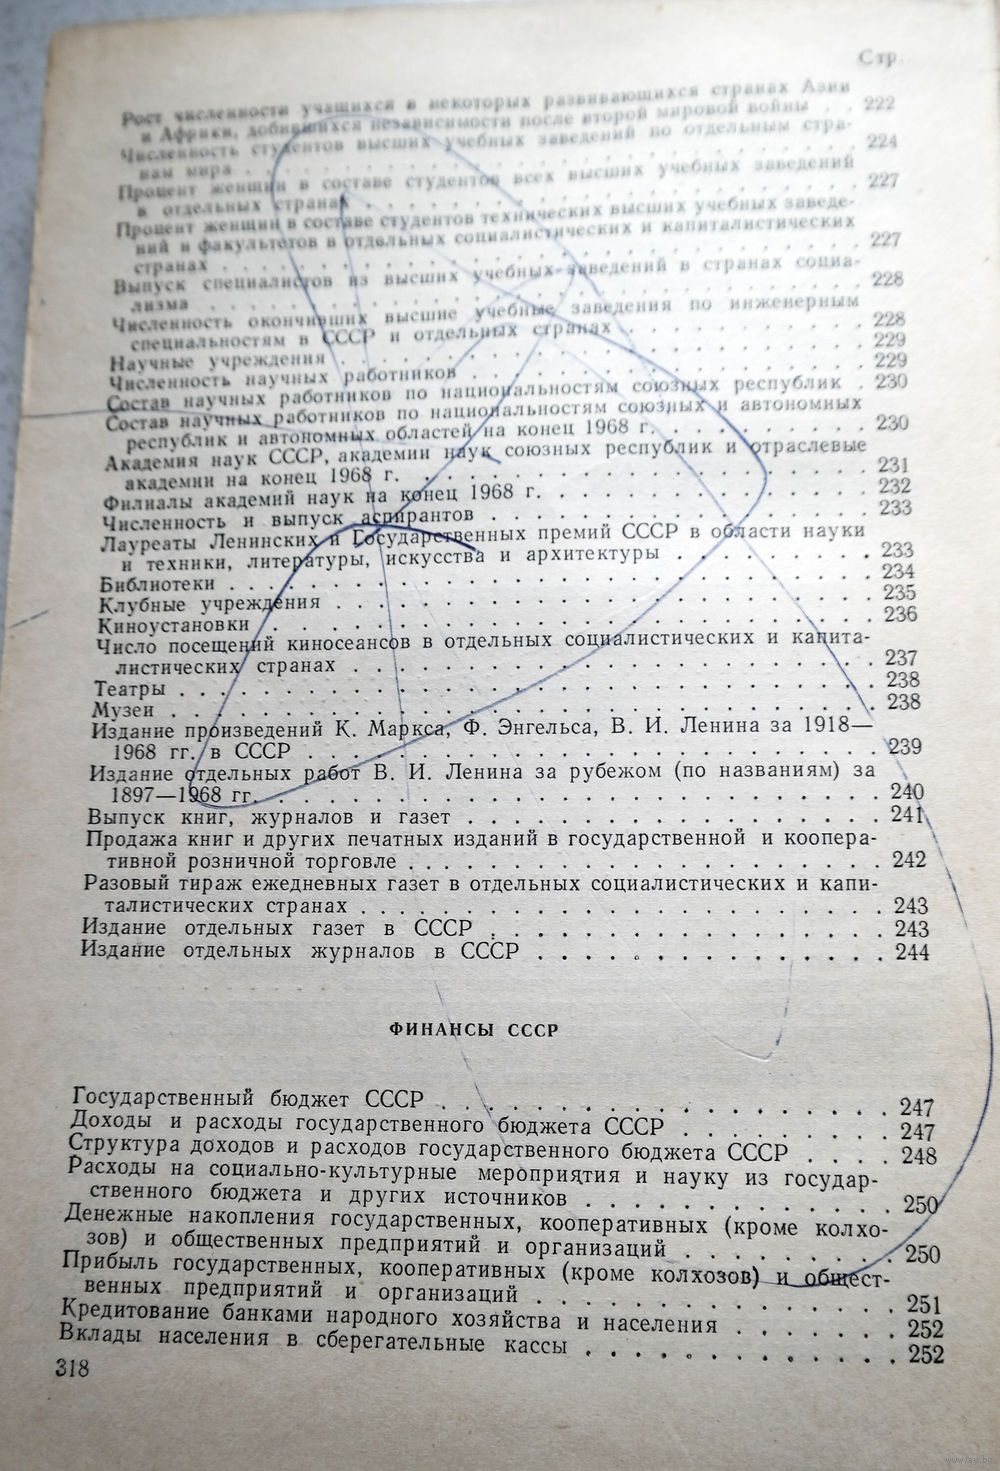 Стр.
Рост численности учащихся в некоторых развивающихся странах Азии
и Африки, добившихся независимости после второй мировой войны . . 222
Численность студентов высших учебных заведений по отдельным стра-
нам мира . . . . . . . . . . . . . . . . . . . . . . . . 224
Процент женщин в составе студентов всех высших учебных заведений
в отдельных странах . . . . . . . . . . . . . . . . . . . . 227
Процент женщин в составе студентов технических высших учебных заведе-
ний и факультетов в отдельных социалистических и капиталистических
странах . . . . . . . . . . . . . . . . . . . . . . . . . 227
Выпуск специалистов из высших учебных заведений в странах социа-
лизма . . . . . . . . . . . . . . . . . . . . . . . . . . 228
Численность окончивших высшие учебные заведения по инженерным
специальностям в СССР и отдельных странах . . . . . . . . . . 228
Научные учреждения . . . . . . . . . . . . . . . . . . . . . 229
Численность научных работников . . . . . . . . . . . . . . . . 229
Состав научных работников по национальностям союзных республик . 230
Состав научных работников по национальностям союзных и автономных
республик и автономных областей на конец 1968 г. . . . . . . . . 230
Академия наук СССР, академии наук союзных республик и отраслевые
академии на конец 1968 г. . . . . . . . . . . . . . . . . . . 231
Филиалы академий наук на конец 1968 г. . . . . . . . . . . . . . 232
Численность и выпуск аспирантов . . . . . . . . . . . . . . . . 233
Лауреаты Ленинских и Государственных премий СССР в области науки
и техники, литературы, искусства и архитектуры . . . . . . . . 233
Библиотеки . . . . . . . . . . . . . . . . . . . . . . . . . 234
Клубные учреждения . . . . . . . . . . . . . . . . . . . . . 235
Киноустановки . . . . . . . . . . . . . . . . . . . . . . . . 236
Число посещений киносеансов в отдельных социалистических и капита-
листических странах . . . . . . . . . . . . . . . . . . . . 237
Театры . . . . . . . . . . . . . . . . . . . . . . . . . . . 238
Музеи . . . . . . . . . . . . . . . . . . . . . . . . . . . 238
Издание произведений К. Маркса, Ф. Энгельса, В. И. Ленина за 1918—
1968 гг. в СССР . . . . . . . . . . . . . . . . . . . . . . 239
Издание отдельных работ В. И. Ленина за рубежом (по названиям) за
1897—1968 гг. . . . . . . . . . . . . . . . . . . . . . . . 240
Выпуск книг, журналов и газет . . . . . . . . . . . . . . . . . 241
Продажа книг и других печатных изданий в государственной и коопера-
тивной розничной торговле . . . . . . . . . . . . . . . . . . 242
Разовый тираж ежедневных газет в отдельных социалистических и капи-
талистических странах . . . . . . . . . . . . . . . . . . . 243
Издание отдельных газет в СССР . . . . . . . . . . . . . . . . 243
Издание отдельных журналов в СССР . . . . . . . . . . . . . . 244
ФИНАНСЫ СССР
Государственный бюджет СССР . . . . . . . . . . . . . . . . . 247
Доходы и расходы государственного бюджета СССР . . . . . . . . . 247
Структура доходов и расходов государственного бюджета СССР . . . . 248
Расходы на социально-культурные мероприятия и науку из государ-
ственного бюджета и других источников . . . . . . . . . . . . 250
Денежные накопления государственных, кооперативных (кроме колхо-
зов) и общественных предприятий и организаций . . . . . . . . 250
Прибыль государственных, кооперативных (кроме колхозов) и общест-
венных предприятий и организаций . . . . . . . . . . . . . . 251
Кредитование банками народного хозяйства и населения . . . . . . . 252
Вклады населения в сберегательные кассы . . . . . . . . . . . . 252
318
www.ay.by